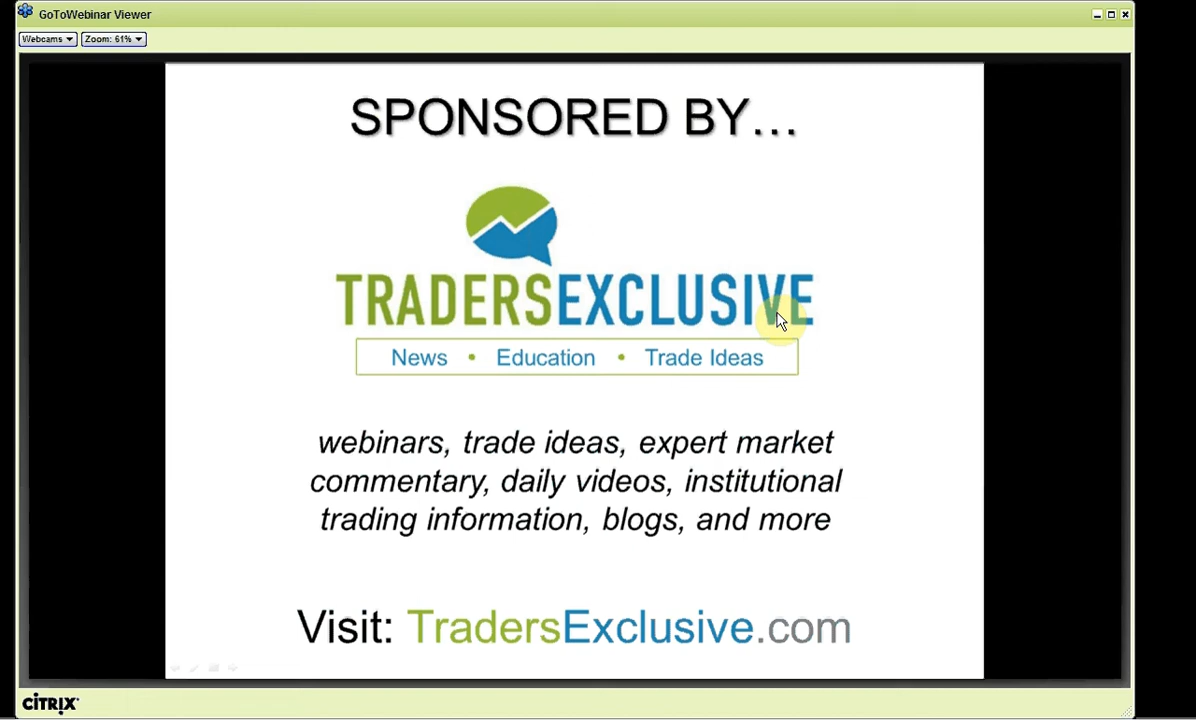 GoToWebinar Viewer
Webcams Zoom: 61%
SPONSORED BY...
TRADERSEXCLUSIVE
News • Education • Trade Ideas
webinars, trade ideas, expert market
commentary, daily videos, institutional
trading information, blogs, and more
Visit: TradersExclusive.com
CITRIX